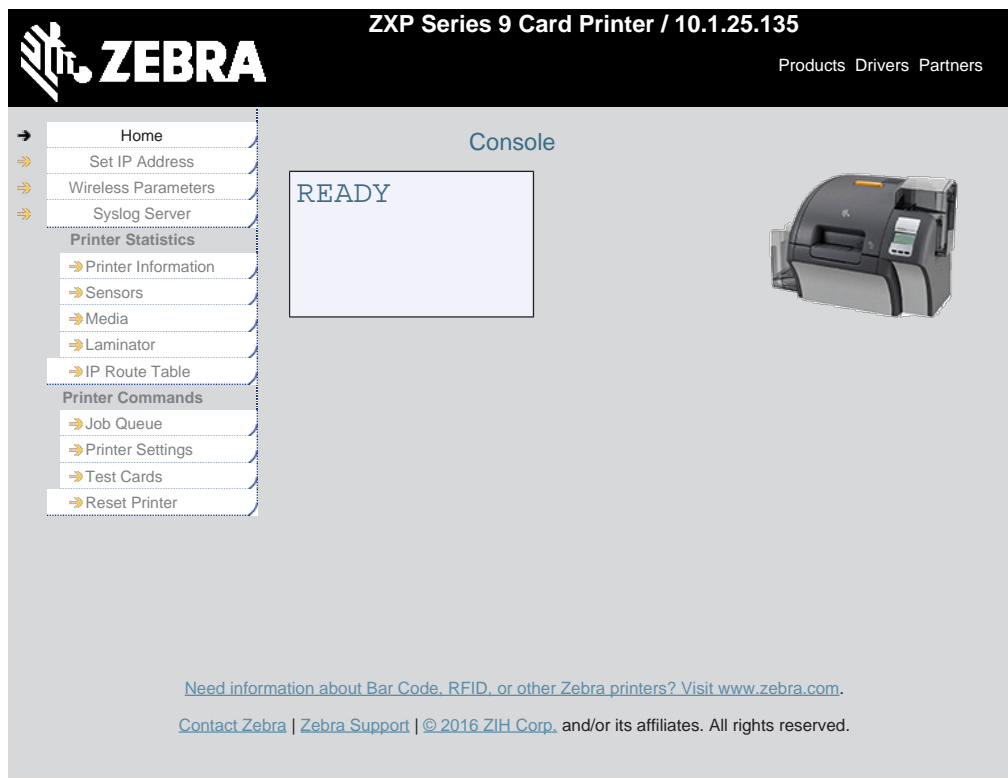 ZXP Series 9 Card Printer / 10.1.25.135
ZEBRA
Products Drivers Partners
Home
Set IP Address
Wireless Parameters
Syslog Server
Printer Statistics
Printer Information
Sensors
Media
Laminator
IP Route Table
Printer Commands
Job Queue
Printer Settings
Test Cards
Reset Printer
Console
READY
Need information about Bar Code, RFID, or other Zebra printers? Visit www.zebra.com.
Contact Zebra | Zebra Support | © 2016 ZIH Corp. and/or its affiliates. All rights reserved.